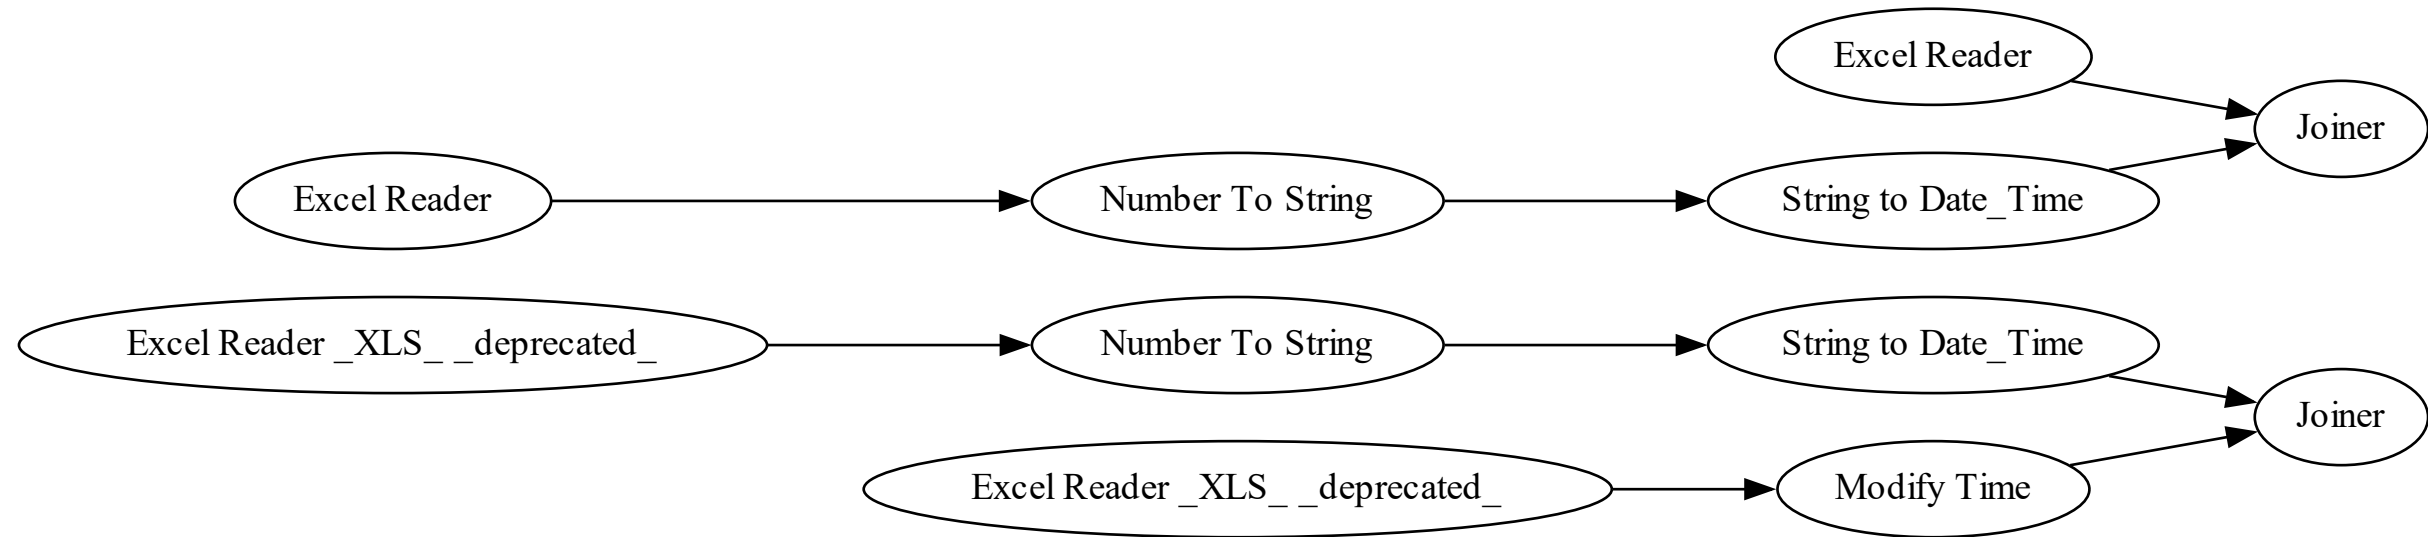 Excel Reader
Joiner
Excel Reader
Number To String
String to Date_Time
Excel Reader _XLS_ _deprecated_
Number To String
String to Date_Time
Joiner
Excel Reader _XLS_ _deprecated_
Modify Time